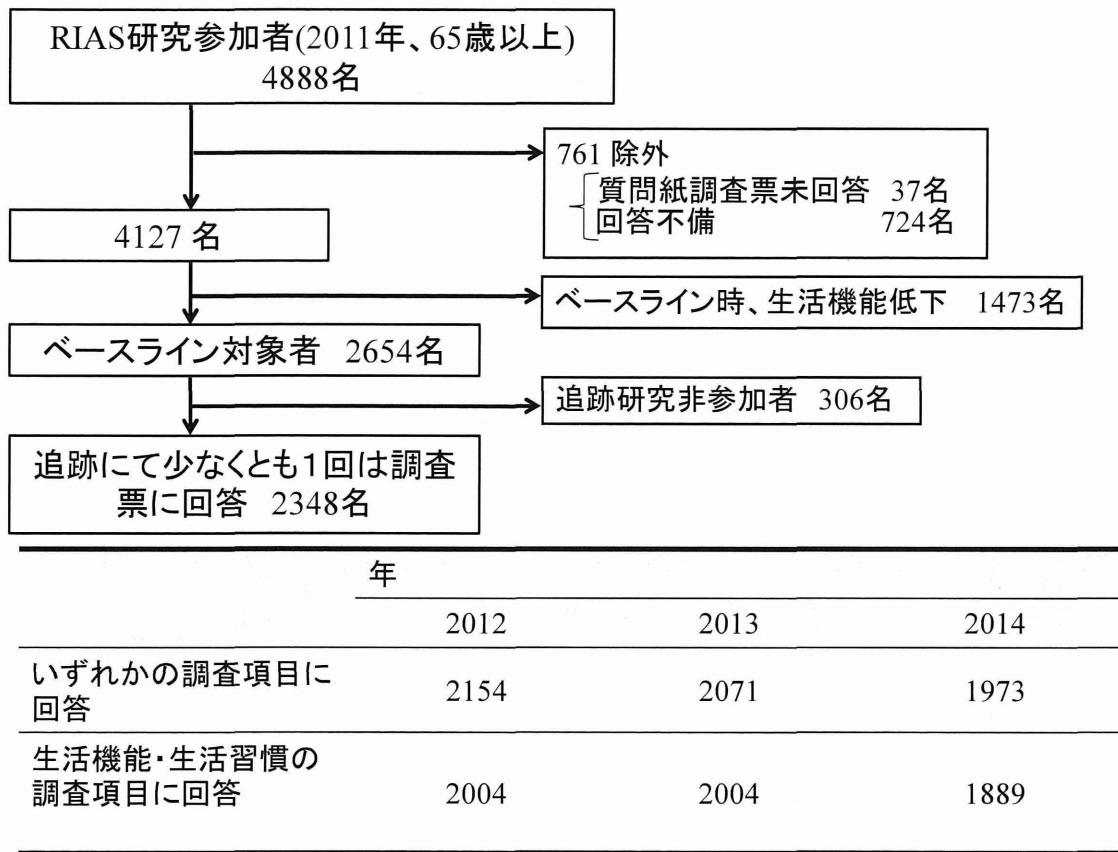 RIAS研究参加者(2011年、65歳以上)
4888名
761 除外
質問紙調査票未回答 37名
回答不備 724名
4127 名
ベースライン時、生活機能低下 1473名
ベースライン対象者 2654名
追跡研究非参加者 306名
追跡にて少なくとも1回は調査
票に回答 2348名
年
2012 2013 2014
いずれかの調査項目に
回答 2154 2071 1973
生活機能・生活習慣の
調査項目に回答 2004 2004 1889